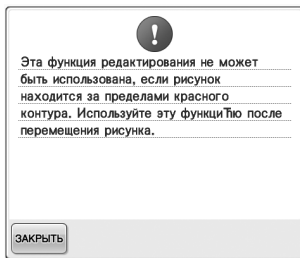 Эта функция редактирования не может
быть использована, если рисунок
находится за пределами красного
контура. Используйте эту функциЋю после
перемещения рисунка.
ЗАКРЫТЬ